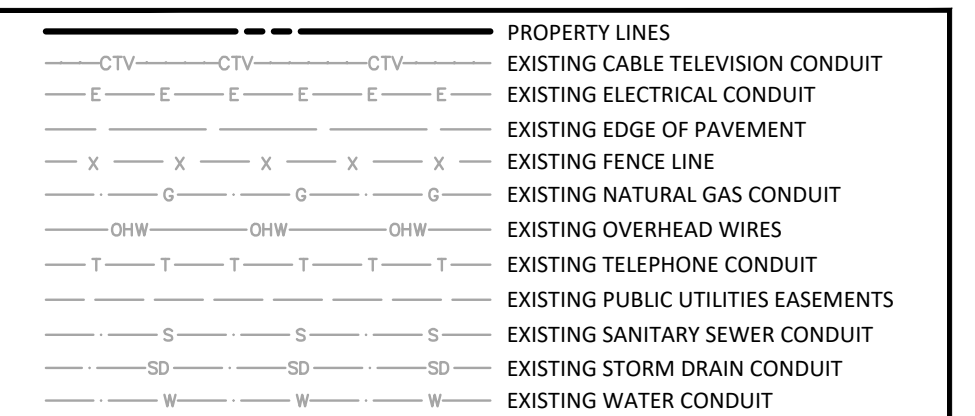 PROPERTY LINES
CTV CTV CTV EXISTING CABLE TELEVISION CONDUIT
E E E E E E EXISTING ELECTRICAL CONDUIT
EXISTING EDGE OF PAVEMENT
X X X X X EXISTING FENCE LINE
G G G EXISTING NATURAL GAS CONDUIT
OHW OHW OHW EXISTING OVERHEAD WIRES
T T T T T T EXISTING TELEPHONE CONDUIT
EXISTING PUBLIC UTILITIES EASEMENTS
S S S EXISTING SANITARY SEWER CONDUIT
SD SD SD EXISTING STORM DRAIN CONDUIT
W W W EXISTING WATER CONDUIT